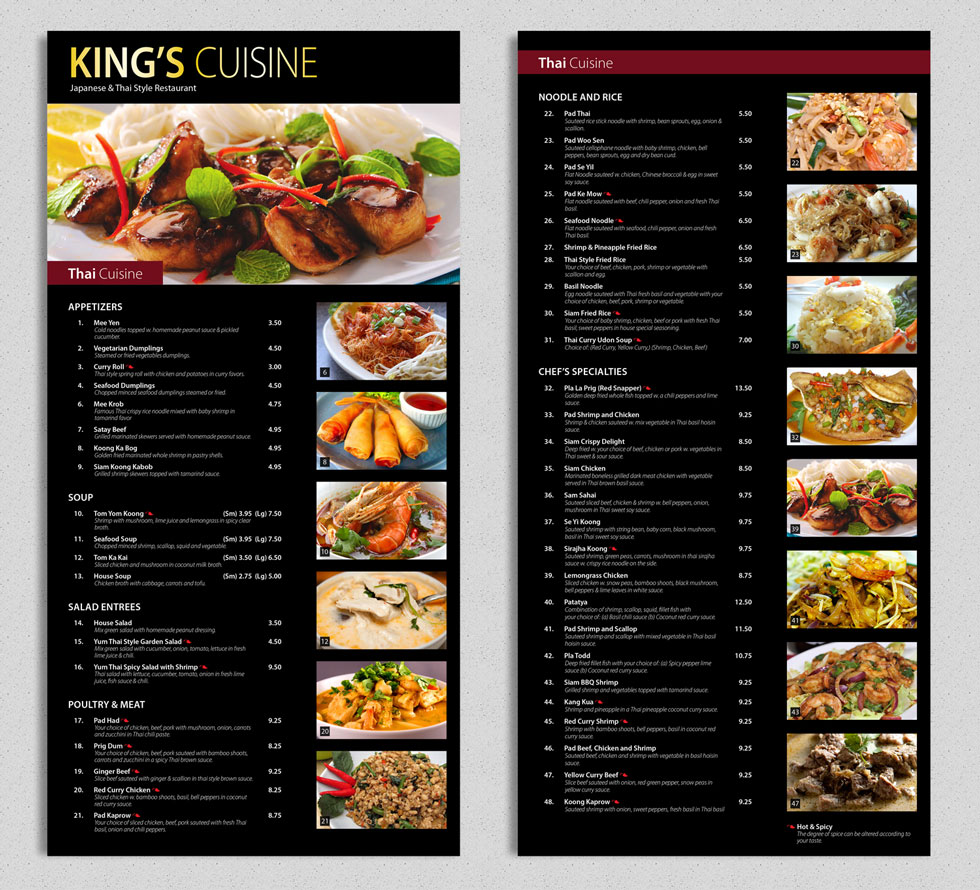 KING'S CUISINE
Japanese & Thai Style Restaurant
Thai Cuisine
APPETIZERS
1. Mee Yen 3.50
Cold noodles topped w. homemade peanut sauce & pickled
cucumber.
2. Vegetarian Dumplings 4.50
Steamed or fried vegetables dumplings.
3. Curry Roll 3.00
Thai style spring roll with chicken and potatoes in curry favors.
4. Seafood Dumplings 4.50
Chopped minced seafood dumplings steamed or fried.
6. Mee Krob 4.75
Famous Thai crispy rice noodle mixed with baby shrimp in
tamarind favor
7. Satay Beef 4.95
Grilled marinated skewers served with homemade peanut sauce.
8. Koong Ka Bog 4.95
Golden fried marinated whole shrimp in pastry shells.
9. Siam Koong Kabob 4.95
Grilled shrimp skewers topped with tamarind sauce.
SOUP
10. Tom Yom Koong (Sm) 3.95 (Lg) 7.50
Shrimp with mushroom, lime juice and lemongrass in spicy clear
broth.
11. Seafood Soup (Sm) 3.95 (Lg) 7.50
Chopped minced shrimp, scallop, squid and vegetable.
12. Tom Ka Kai (Sm) 3.50 (Lg) 6.50
Sliced chicken and mushroom in coconut milk broth.
13. House Soup (Sm) 2.75 (Lg) 5.00
Chicken broth with cabbage, carrots and tofu.
SALAD ENTREES
14. House Salad 3.50
Mix green salad with homemade peanut dressing.
15. Yum Thai Style Garden Salad 4.50
Mix green salad with cucumber, onion, tomato, lettuce in fresh
lime juice & chili.
16. Yum Thai Spicy Salad with Shrimp 9.50
Thai salad with lettuce, cucumber, tomato, onion in fresh lime
juice, fish sauce & chili.
POULTRY & MEAT
17. Pad Had 9.25
Your choice of chicken, beef, pork with mushroom, onion, carrots
and zucchini in Thai chili paste.
18. Prig Dum 8.25
Your choice of chicken, beef, pork sauteed with bamboo shoots,
carrots and zucchini in a spicy Thai brown sauce.
19. Ginger Beef 9.25
Slice beef sauteed with ginger & scallion in thai style brown sauce.
20. Red Curry Chicken 8.25
Sliced chicken w. bamboo shoots, basil, bell peppers in coconut
red curry sauce.
21. Pad Kaprow 8.75
Your choice of sliced chicken, beef, pork sauteed with fresh Thai
basil, onion and chili peppers.
6
8
10
12
20
21
Thai Cuisine
NOODLE AND RICE
22. Pad Thai 5.50
Sauteed rice stick noodle with shrimp, bean sprouts, egg, onion &
scallion.
23. Pad Woo Sen 5.50
Sauteed cellophone noodle with baby shrimp, chicken, bell
peppers, bean sprouts, egg and dry bean curd.
24. Pad Se Yil 5.50
Flat Noodle sauteed w. chicken, Chinese broccoli & egg in sweet
soy sauce.
25. Pad Ke Mow 5.50
Flat noodle sauteed with beef, chili pepper, onion and fresh Thai
basil.
26. Seafood Noodle 6.50
Flat noodle sauteed with seafood, chili pepper, onion and fresh
Thai basil.
27. Shrimp & Pineapple Fried Rice 6.50
28. Thai Style Fried Rice 5.50
Your choice of beef, chicken, pork, shrimp or vegetable with
scallion and egg.
29. Basil Noodle 5.50
Egg noodle sauteed with Thai fresh basil and vegetable with your
choice of chicken, beef, pork, shrimp or vegetable.
30. Siam Fried Rice 5.50
Your choice of baby shrimp, chicken, beef or pork with fresh Thai
basil, sweet peppers in house special seasoning.
31. Thai Curry Udon Soup 7.00
Choice of: (Red Curry, Yellow Curry,) (Shrimp, Chicken, Beef)
CHEF'S SPECIALTIES
32. Pla La Prig (Red Snapper) 13.50
Golden deep fried whole fish topped w. a chili peppers and lime
sauce.
33. Pad Shrimp and Chicken 9.25
Shrimp & chicken sauteed w. mix vegetable in Thai basil hoisin
sauce.
34. Siam Crispy Delight 8.50
Deep fried w. your choice of beef, chicken or pork w. vegetables in
Thai sweet & sour sauce.
35. Siam Chicken 8.50
Marinated boneless grilled dark meat chicken with vegetable
served in Thai brown basil sauce.
36. Sam Sahai 9.75
Sauteed sliced beef, chicken & shrimp w. bell peppers, onion,
mushroom in Thai sweet soy sauce.
37. Se Yi Koong 9.75
Sauteed shrimp with string bean, baby corn, black mushroom,
basil in Thai sweet soy sauce.
38. Sirajha Koong 9.75
Sauteed shrimp, green peas, carrots, mushroom in thai sirajha
sauce w. crispy rice noodle on the side.
39. Lemongrass Chicken 8.75
Sliced chicken w. snow peas, bamboo shoots, black mushroom,
bell peppers & lime leaves in white sauce.
40. Patatya 12.50
Combination of shrimp, scallop, squid, fillet fish with
your choice of: (a) Basil chili sauce (b) Coconut red curry sauce.
41. Pad Shrimp and Scallop 11.50
Sauteed shrimp and scallop with mixed vegetable in Thai basil
hoisin sauce.
42. Pla Todd 10.75
Deep fried fillet fish with your choice of: (a) Spicy pepper lime
sauce (b) Coconut red curry sauce.
43. Siam BBQ Shrimp 9.25
Grilled shrimp and vegetables topped with tamarind sauce.
44. Kang Kua 9.25
Shrimp and pineapple in a Thai pineapple coconut curry sauce.
45. Red Curry Shrimp 9.25
Shrimp with bamboo shoots, bell peppers, basil in coconut red
curry sauce.
46. Pad Beef, Chicken and Shrimp 9.25
Sauteed beef, chicken and shrimp with vegetable in basil hoisin
sauce.
47. Yellow Curry Beef 9.25
Slice beef sauteed with onion, red green pepper, snow peas in
yellow curry sauce.
48. Koong Kaprow 9.25
Sauteed shrimp with onion, sweet peppers, fresh basil in Thai basil
22
23
30
32
39
41
43
47
Hot & Spicy
The degree of spice can be altered according to
your taste.